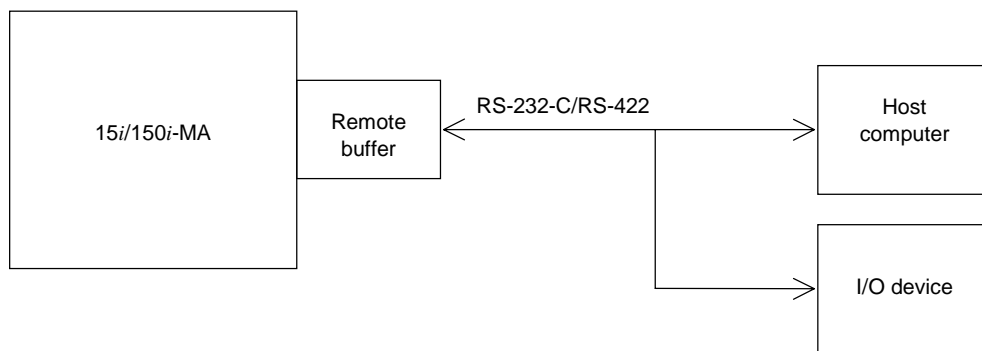 15i/150i-MA
Remote
buffer
RS-232-C/RS-422
Host
computer
I/O device